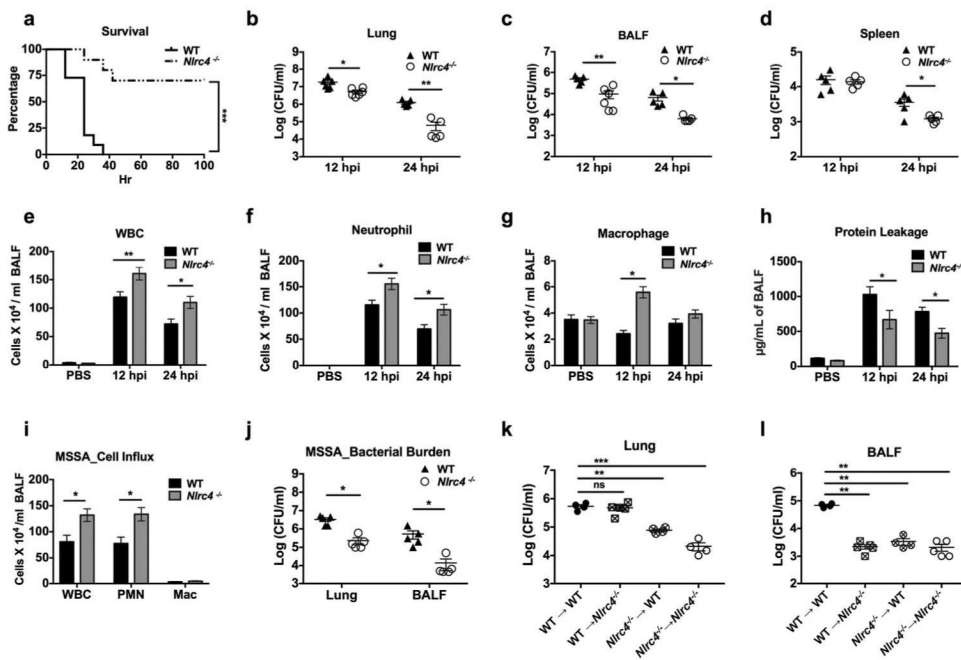 a
Survival
WT
Nlrc4 -/-
Percentage
100
75
50
25
0
0 20 40 60 80 100
Hr
***
b
Lung
WT
Nlrc4-/-
Log (CFU/ml)
9
8
7
6
5
4
3
*
**
12 hpi 24 hpi
c
BALF
WT
Nlrc4-/-
Log (CFU/ml)
7
6
5
4
3
2
**
*
12 hpi 24 hpi
d
Spleen
WT
Nlrc4-/-
Log (CFU/ml)
5
4
3
2
*
12 hpi 24 hpi
e
WBC
WT
Nlrc4-/-
Cells X 10⁴/ ml BALF
200
150
100
50
0
**
*
PBS 12 hpi 24 hpi
f
Neutrophil
WT
Nlrc4-/-
Cells X 10⁴/ ml BALF
200
150
100
50
0
*
*
PBS 12 hpi 24 hpi
g
Macrophage
WT
Nlrc4-/-
Cells X 10⁴/ ml BALF
8
6
4
2
0
*
PBS 12 hpi 24 hpi
h
Protein Leakage
WT
Nlrc4-/-
µg/mL of BALF
1500
1000
500
0
*
*
PBS 12 hpi 24 hpi
i
MSSA_Cell Influx
WT
Nlrc4 -/-
Cells X 10⁴/ ml BALF
200
150
100
50
0
*
*
WBC PMN Mac
j
MSSA_Bacterial Burden
WT
Nlrc4 -/-
Log (CFU/ml)
9
8
7
6
5
4
3
*
*
Lung BALF
k
Lung
Log (CFU/ml)
7
6
5
4
3
***
**
ns
WT → WT
WT → Nlrc4-/-
Nlrc4-/- → WT
Nlrc4-/- → Nlrc4-/-
l
BALF
Log (CFU/ml)
6
5
4
3
2
1
**
**
**
WT → WT
WT → Nlrc4-/-
Nlrc4-/- → WT
Nlrc4-/- → Nlrc4-/-